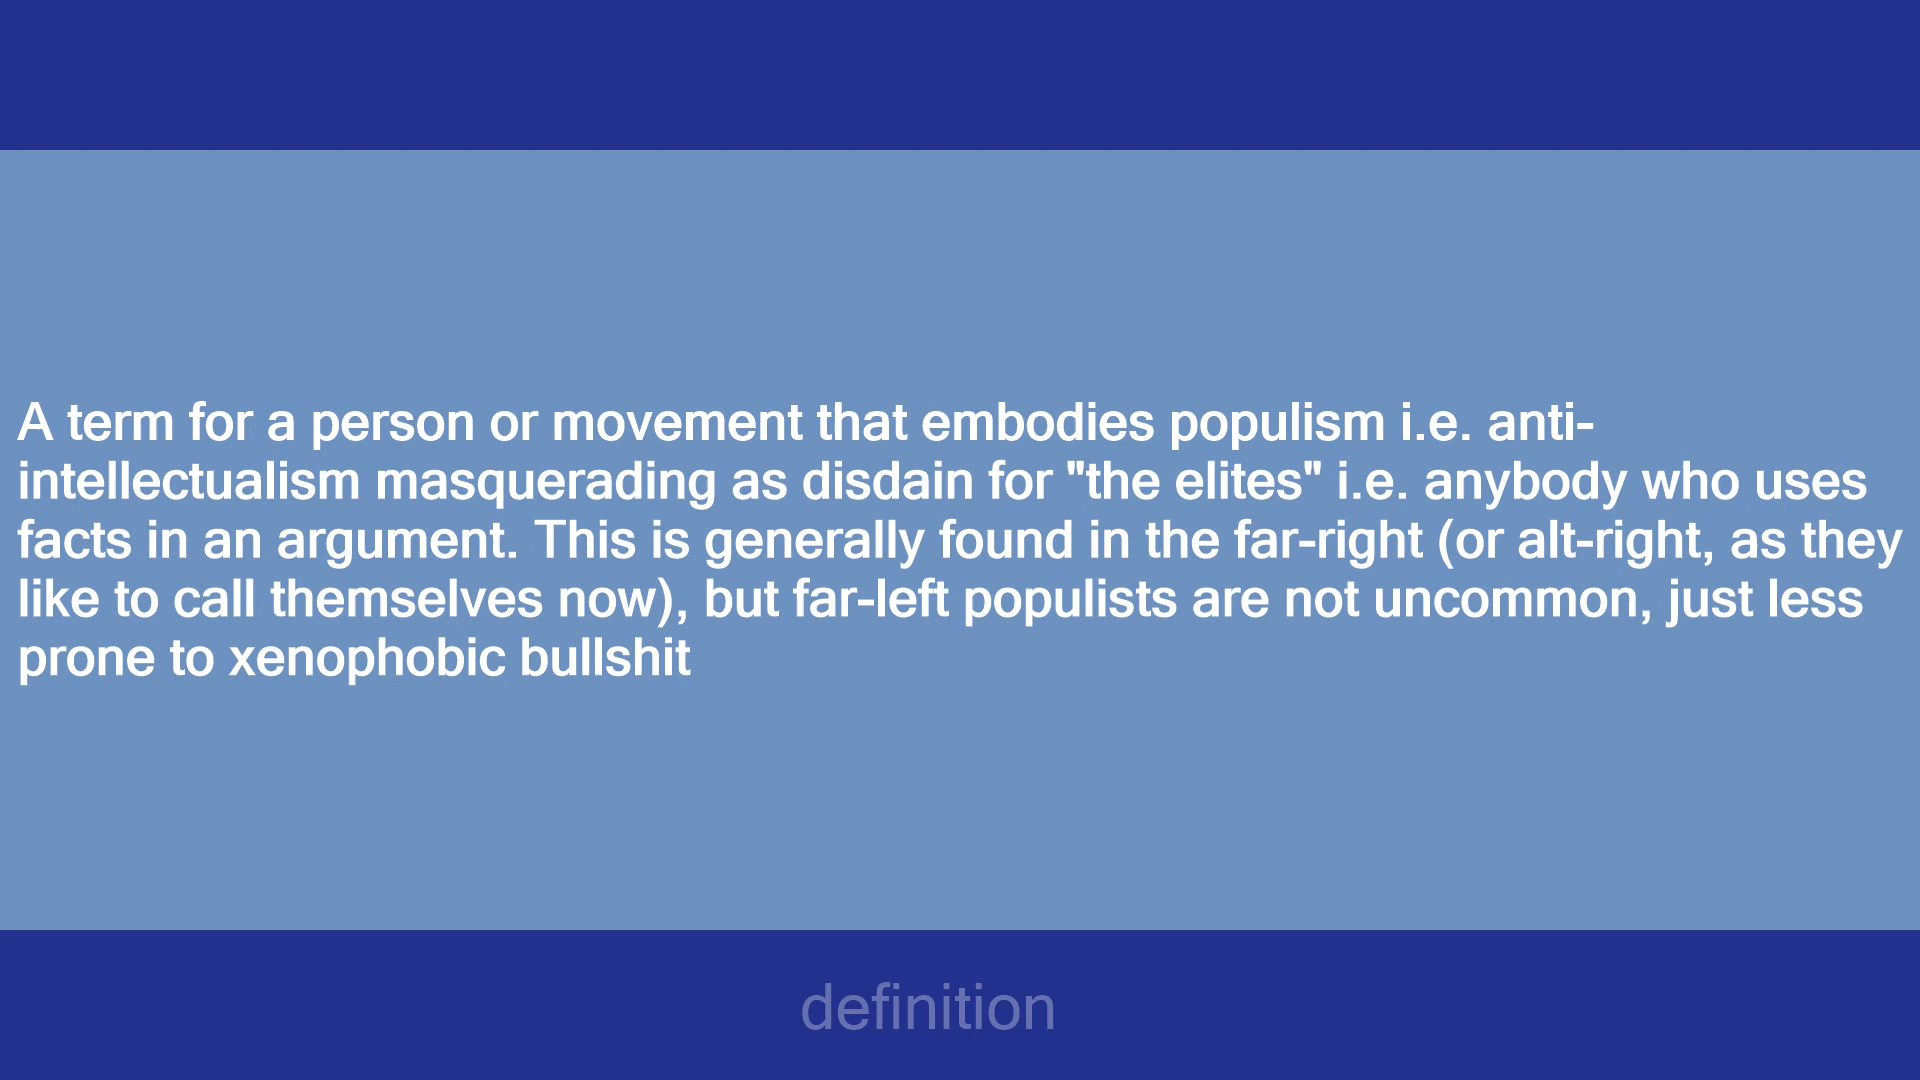 A term for a person or movement that embodies populism i.e. anti-
intellectualism masquerading as disdain for "the elites" i.e. anybody who uses
facts in an argument. This is generally found in the far-right (or alt-right, as they
like to call themselves now), but far-left populists are not uncommon, just less
prone to xenophobic bullshit
definition